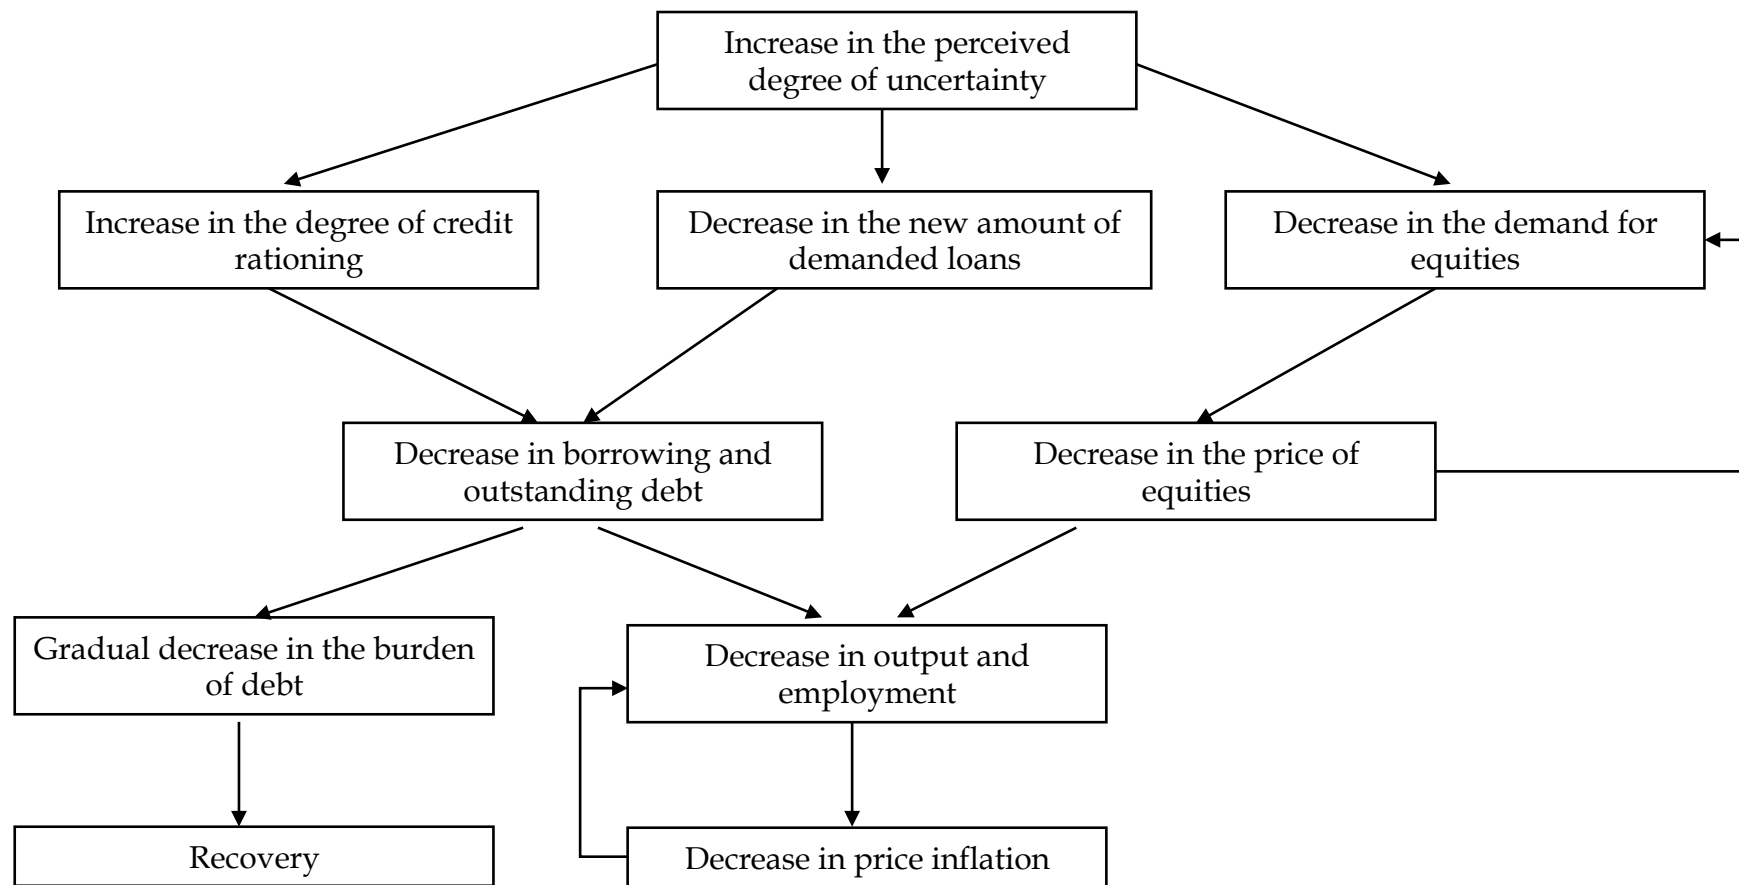 Increase in the perceived
degree of uncertainty
Increase in the degree of credit
rationing
Decrease in the new amount of
demanded loans
Decrease in the demand for
equities
Decrease in borrowing and
outstanding debt
Decrease in the price of
equities
Gradual decrease in the burden
of debt
Decrease in output and
employment
Recovery
Decrease in price inflation